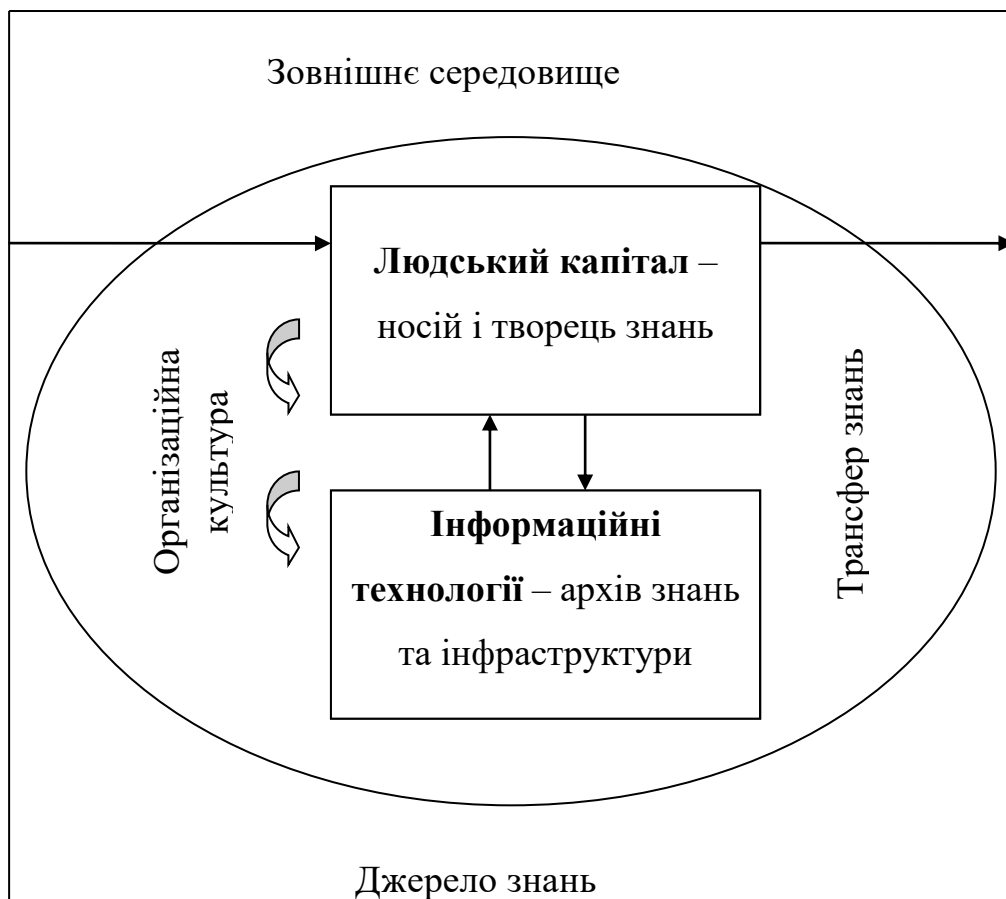 Зовнішнє середовище
Людський капітал –
носій і творець знань
Організаційна
культура
Трансфер знань
Інформаційні
технології – архів знань
та інфраструктури
Джерело знань